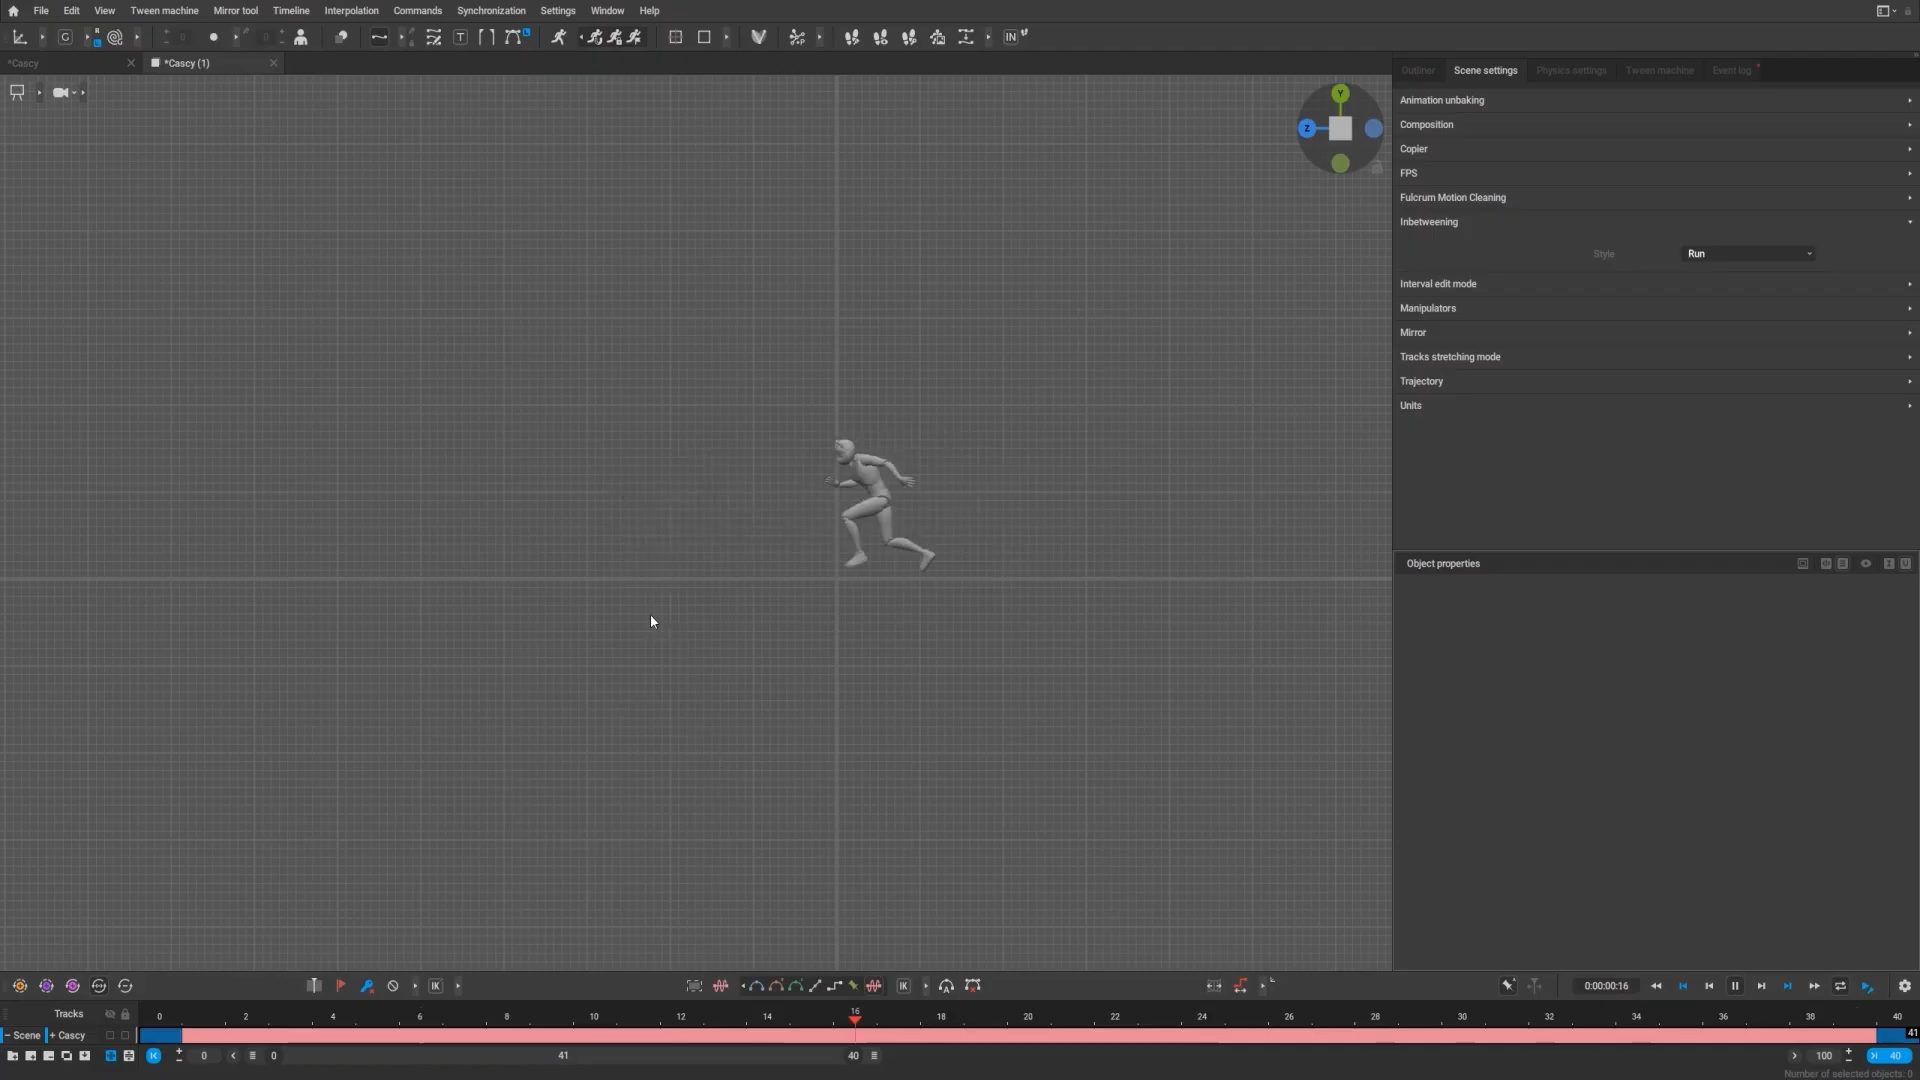 File Edit View Tween machine Mirror tool Timeline Interpolation Commands Synchronization Settings Window Help
*Cascy *Cascy (1)
Outliner Scene settings Physics settings Tween machine Event log
Y
Z
Animation unbaking
Composition
Copier
FPS
Fulcrum Motion Cleaning
Inbetweening
Style Run
Interval edit mode
Manipulators
Mirror
Tracks stretching mode
Trajectory
Units
Object properties
IK IK 0:00:00:16
Tracks 0 2 4 6 8 10 12 14 16 18 20 22 24 26 28 30 32 34 36 38 40
Scene + Cascy 41
0 0 41 40 100 40
Number of selected objects: 0